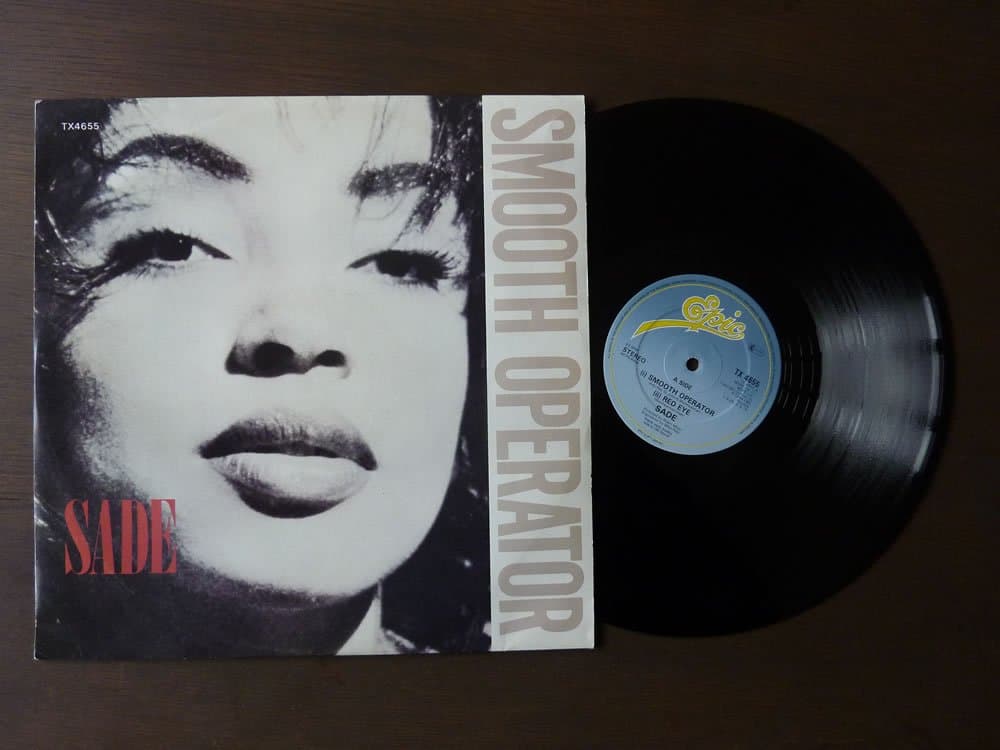 TX4655
SADE
SMOOTH OPERATOR
Epic
STEREO
TX 4655
A SIDE
(i) SMOOTH OPERATOR
(ii) RED EYE
SADE